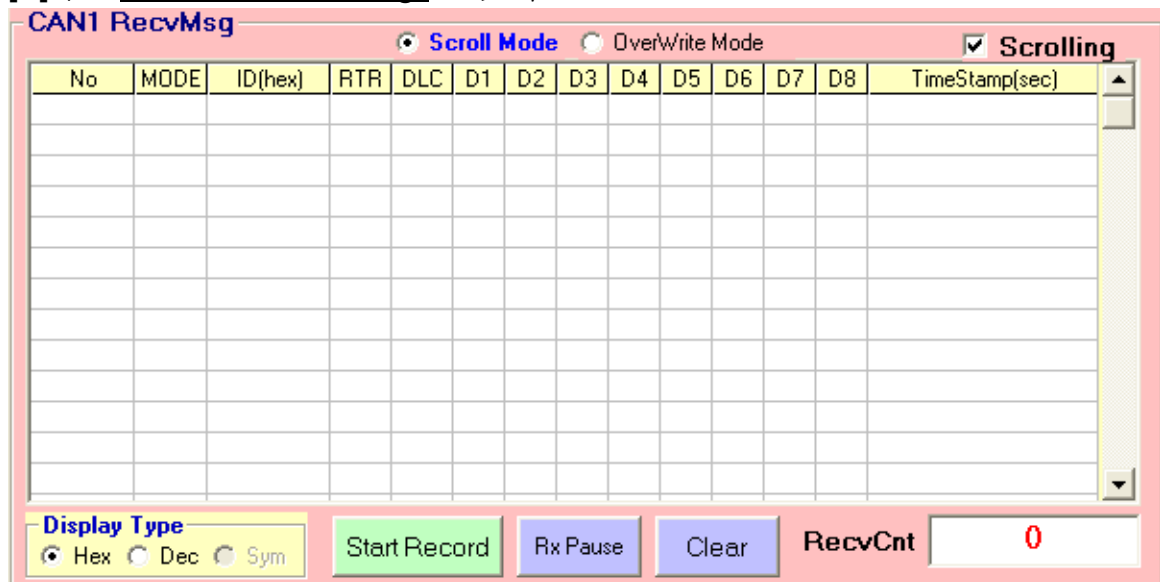 CAN1 RecvMsg
Scroll Mode OverWrite Mode Scrolling
No MODE ID(hex) RTR DLC D1 D2 D3 D4 D5 D6 D7 D8 TimeStamp(sec)
Display Type
Hex Dec Sym Start Record Rx Pause Clear RecvCnt 0